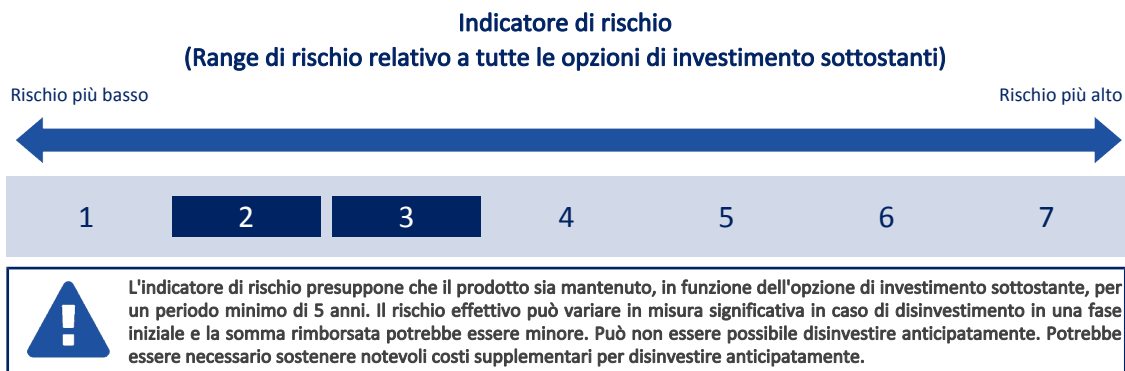 Indicatore di rischio
(Range di rischio relativo a tutte le opzioni di investimento sottostanti)
Rischio più basso
Rischio più alto
1 2 3 4 5 6 7
L'indicatore di rischio presuppone che il prodotto sia mantenuto, in funzione dell'opzione di investimento sottostante, per
un periodo minimo di 5 anni. Il rischio effettivo può variare in misura significativa in caso di disinvestimento in una fase
iniziale e la somma rimborsata potrebbe essere minore. Può non essere possibile disinvestire anticipatamente. Potrebbe
essere necessario sostenere notevoli costi supplementari per disinvestire anticipatamente.